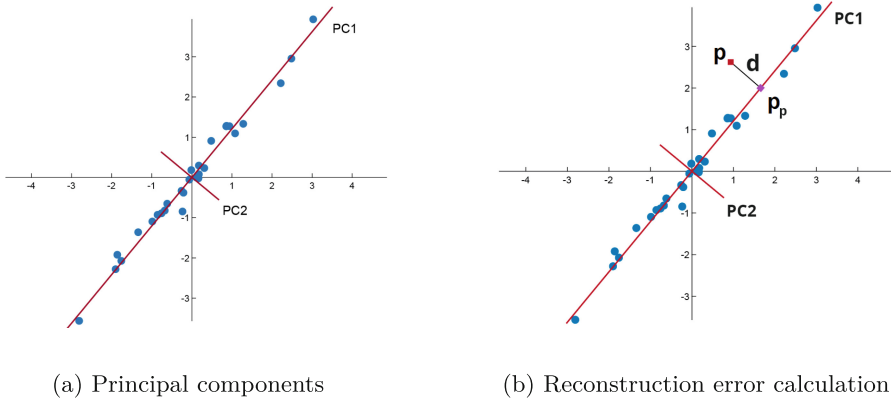 PC1
3
2
1
-4 -3 -2 -1 1 2 3 4
-1
PC2
-2
-3
(a) Principal components
PC1
3
p d
2
p_p
1
-4 -3 -2 -1 1 2 3 4
-1
PC2
-2
-3
(b) Reconstruction error calculation